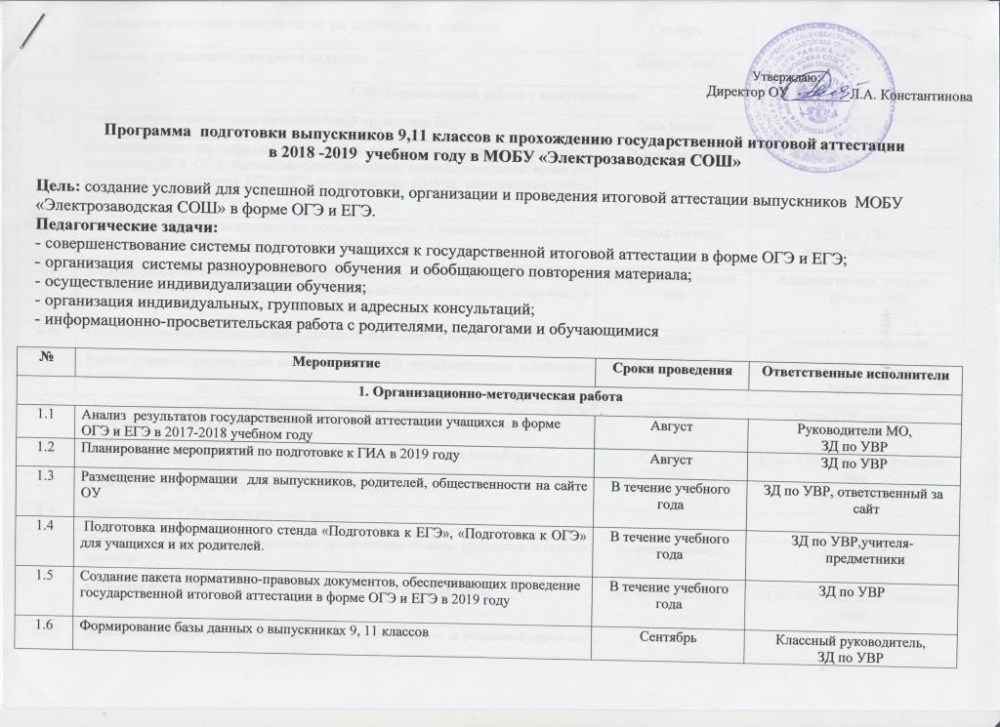 Утверждаю:
Директор ОУ Л.А. Константинова
Программа подготовки выпускников 9,11 классов к прохождению государственной итоговой аттестации
в 2018 -2019 учебном году в МОБУ «Электрозаводская СОШ»
Цель: создание условий для успешной подготовки, организации и проведения итоговой аттестации выпускников МОБУ
«Электрозаводская СОШ» в форме ОГЭ и ЕГЭ.
Педагогические задачи:
- совершенствование системы подготовки учащихся к государственной итоговой аттестации в форме ОГЭ и ЕГЭ;
- организация системы разноуровневого обучения и обобщающего повторения материала;
- осуществление индивидуализации обучения;
- организация индивидуальных, групповых и адресных консультаций;
- информационно-просветительская работа с родителями, педагогами и обучающимися
№ Мероприятие Сроки проведения Ответственные исполнители
1. Организационно-методическая работа
1.1 Анализ результатов государственной итоговой аттестации учащихся в форме Август Руководители МО,
ОГЭ и ЕГЭ в 2017-2018 учебном году ЗД по УВР
1.2 Планирование мероприятий по подготовке к ГИА в 2019 году Август ЗД по УВР
1.3 Размещение информации для выпускников, родителей, общественности на сайте В течение учебного ЗД по УВР, ответственный за
ОУ года сайт
1.4 Подготовка информационного стенда «Подготовка к ЕГЭ», «Подготовка к ОГЭ» В течение учебного ЗД по УВР,учителя-
для учащихся и их родителей. года предметники
1.5 Создание пакета нормативно-правовых документов, обеспечивающих проведение В течение учебного ЗД по УВР
государственной итоговой аттестации в форме ОГЭ и ЕГЭ в 2019 году года
1.6 Формирование базы данных о выпускниках 9, 11 классов Сентябрь Классный руководитель,
ЗД по УВР